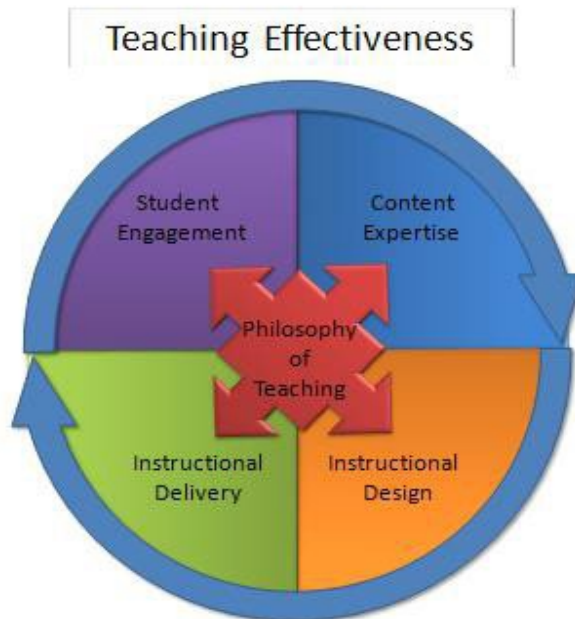 Teaching Effectiveness
Student
Engagement
Content
Expertise
Philosophy
of
Teaching
Instructional
Delivery
Instructional
Design